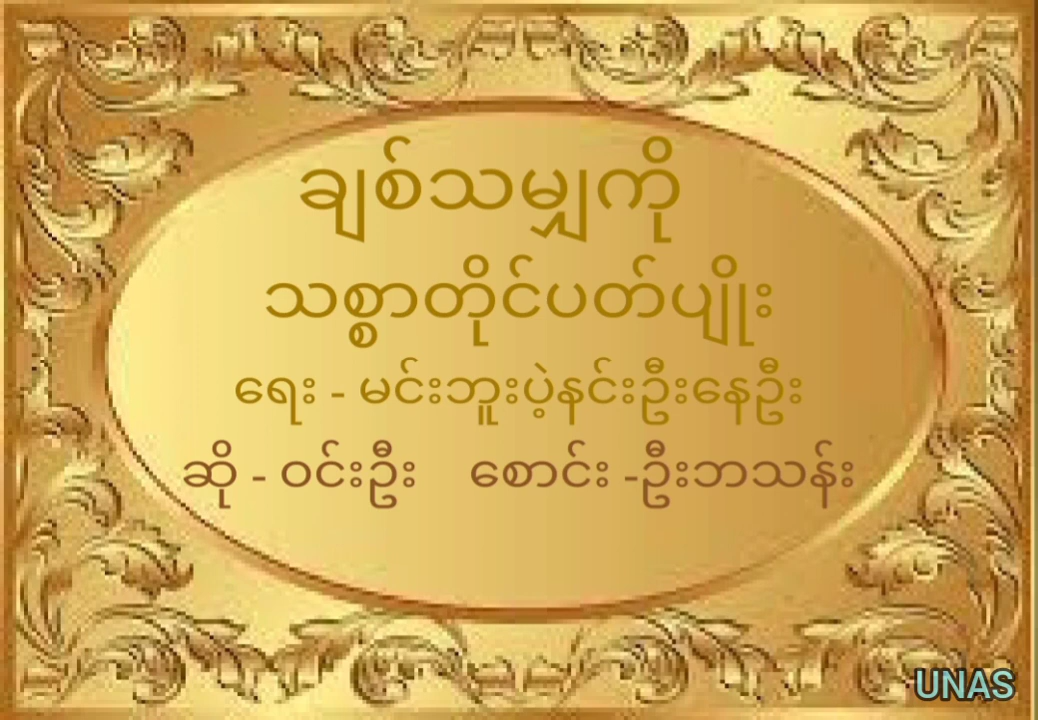 ချစ်သမျှကို
သစ္စာတိုင်ပတ်ပျိုး
ရေး - မင်းဘူးပဲ့နင်းဦးနေဦး
ဆို - ဝင်းဦး စောင်း -ဦးဘသန်း
UNAS